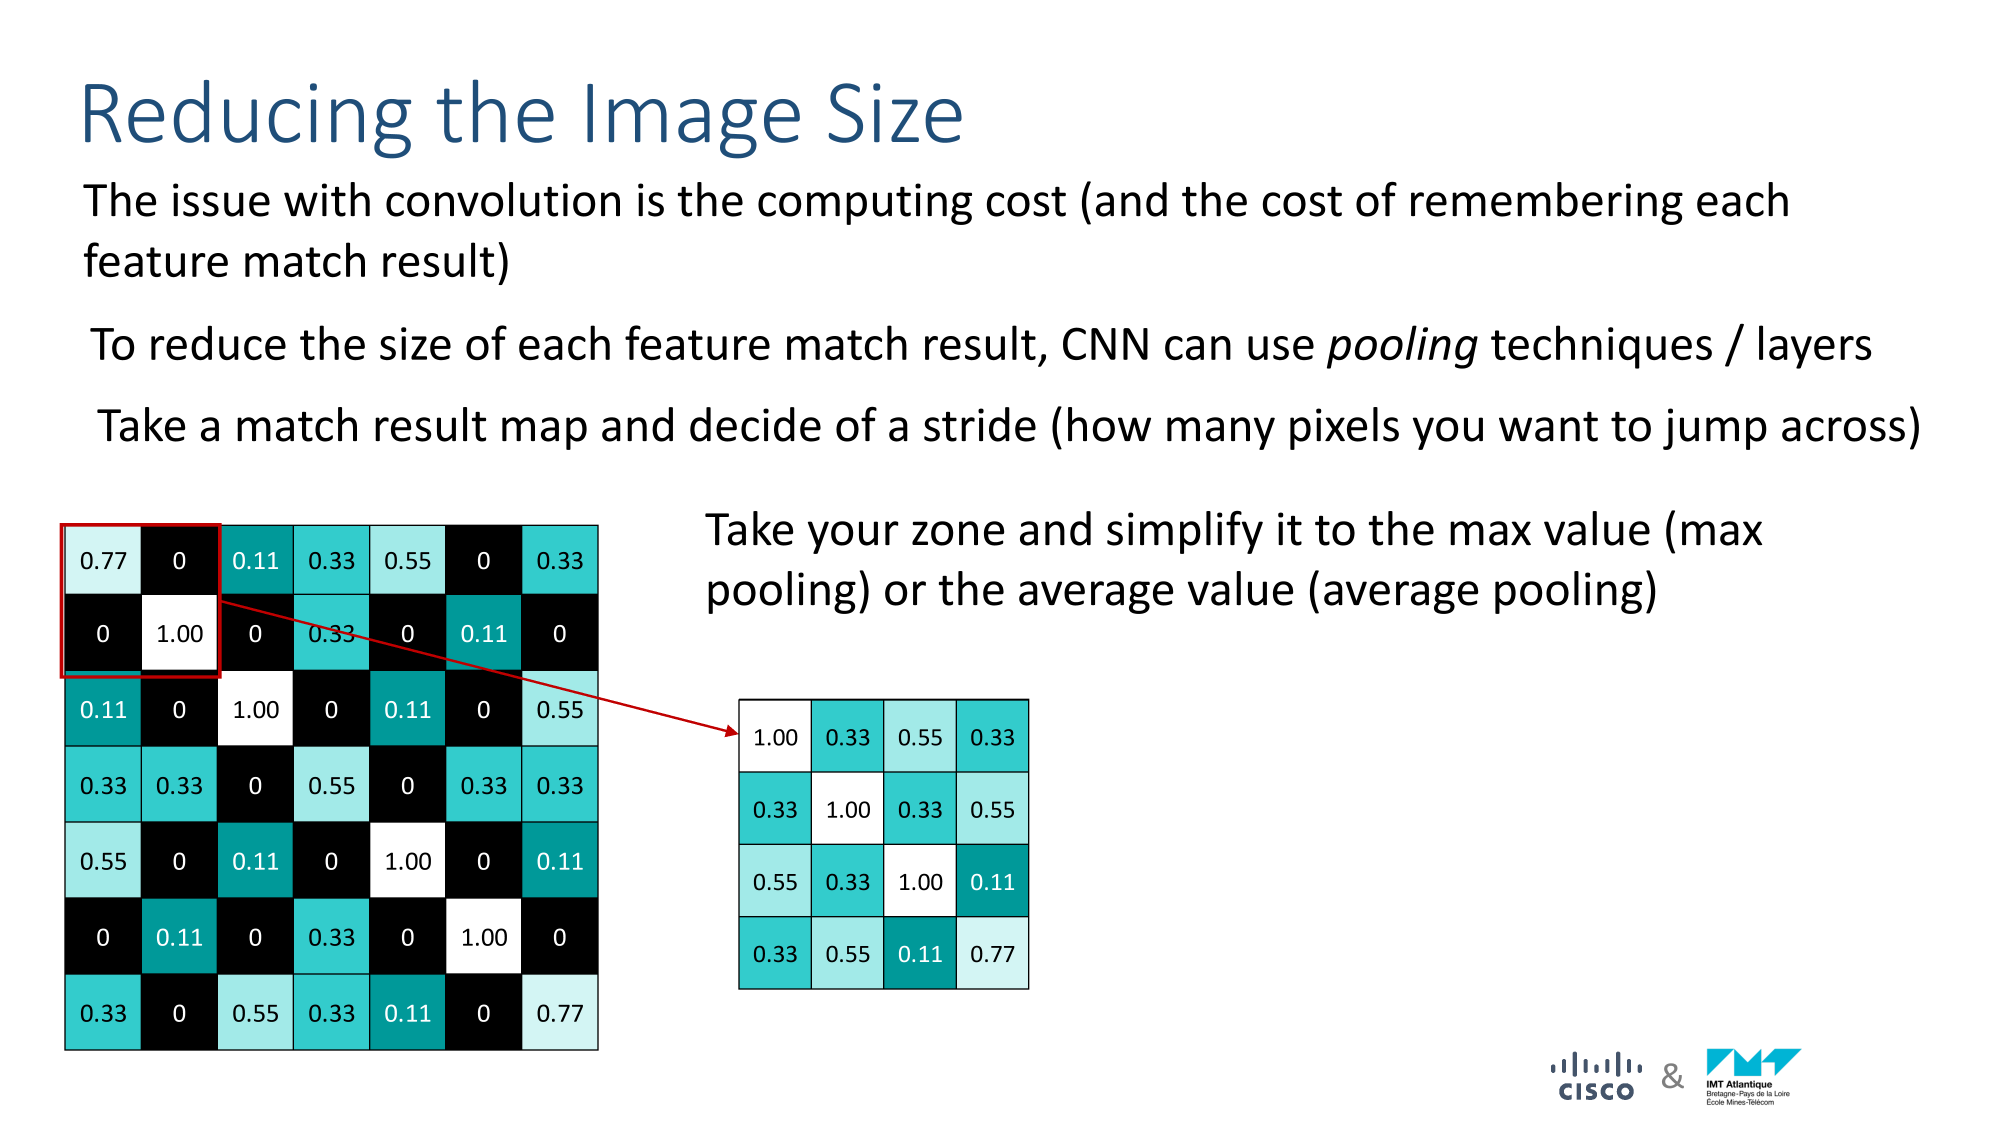 Reducing the Image Size
The issue with convolution is the computing cost (and the cost of remembering each
feature match result)
To reduce the size of each feature match result, CNN can use pooling techniques / layers
Take a match result map and decide of a stride (how many pixels you want to jump across)
Take your zone and simplify it to the max value (max
pooling) or the average value (average pooling)
0.77 0 0.11 0.33 0.55 0 0.33
0 1.00 0 0.33 0 0.11 0
0.11 0 1.00 0 0.11 0 0.55
0.33 0.33 0 0.55 0 0.33 0.33
0.55 0 0.11 0 1.00 0 0.11
0 0.11 0 0.33 0 1.00 0
0.33 0 0.55 0.33 0.11 0 0.77
1.00 0.33 0.55 0.33
0.33 1.00 0.33 0.55
0.55 0.33 1.00 0.11
0.33 0.55 0.11 0.77
CISCO
&
IMT Atlantique
Bretagne-Pays de la Loire
École Mines-Télécom